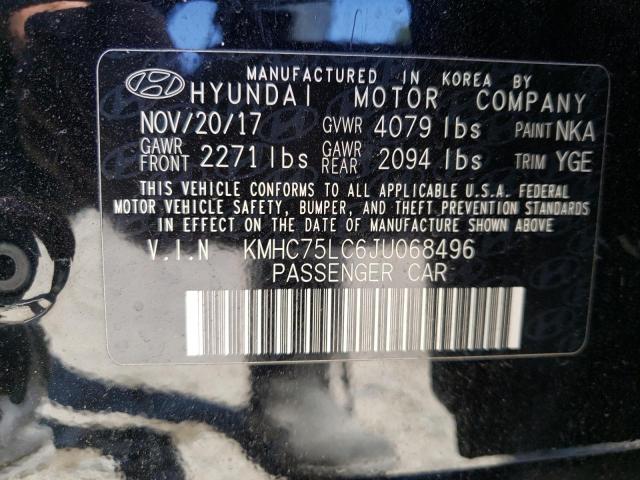 MANUFACTURED IN KOREA BY
HYUNDAI MOTOR COMPANY
NOV/20/17 GVWR 4079 lbs PAINT NKA
GAWR FRONT 2271 lbs GAWR REAR 2094 lbs TRIM YGE
THIS VEHICLE CONFORMS TO ALL APPLICABLE U.S.A. FEDERAL
MOTOR VEHICLE SAFETY, BUMPER, AND THEFT PREVENTION STANDARDS
IN EFFECT ON THE DATE OF MANUFACTURE SHOWN ABOVE
V.I.N KMHC75LC6JU068496
PASSENGER CAR